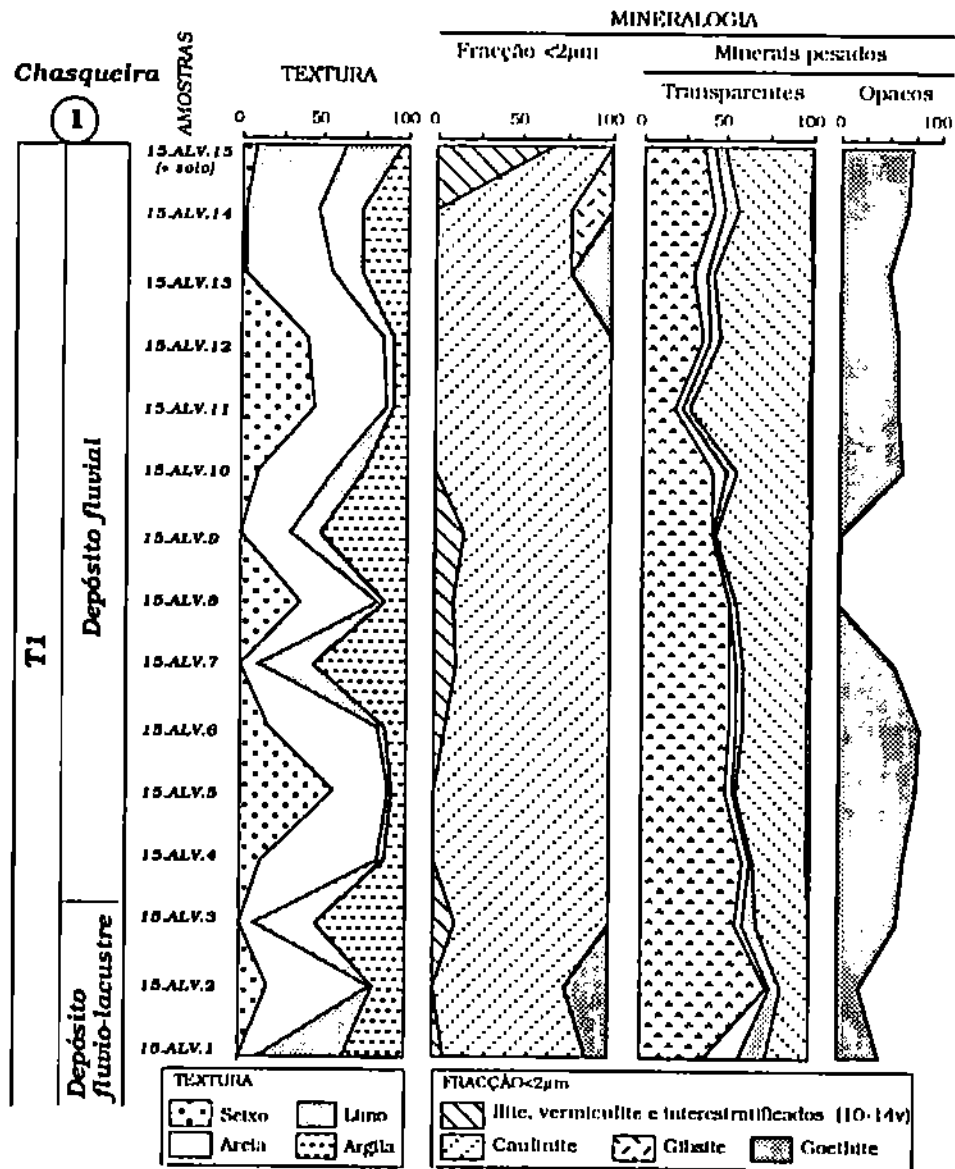 MINERALOGIA
Fracção <2µm
Minerais pesados
Chasqueira
AMOSTRAS
TEXTURA
Transparentes
Opacos
1
0 50 100
0 50 100
0 50 100
0 100
15.ALV.15
(+ solo)
15.ALV.14
15.ALV.13
15.ALV.12
15.ALV.11
15.ALV.10
15.ALV.9
15.ALV.8
15.ALV.7
15.ALV.6
15.ALV.5
15.ALV.4
15.ALV.3
15.ALV.2
15.ALV.1
T1
Depósito fluvial
Depósito
fluvio-lacustre
TEXTURA
Seixo
Limo
Areia
Argila
FRACÇÃO<2µm
Ilite, vermiculite e interestratificados (10-14v)
Caulinite
Gibsite
Goethite